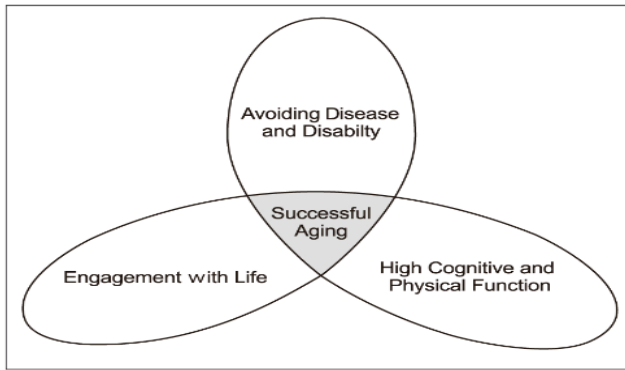 Avoiding Disease
and Disabilty
Successful
Aging
Engagement with Life
High Cognitive and
Physical Function